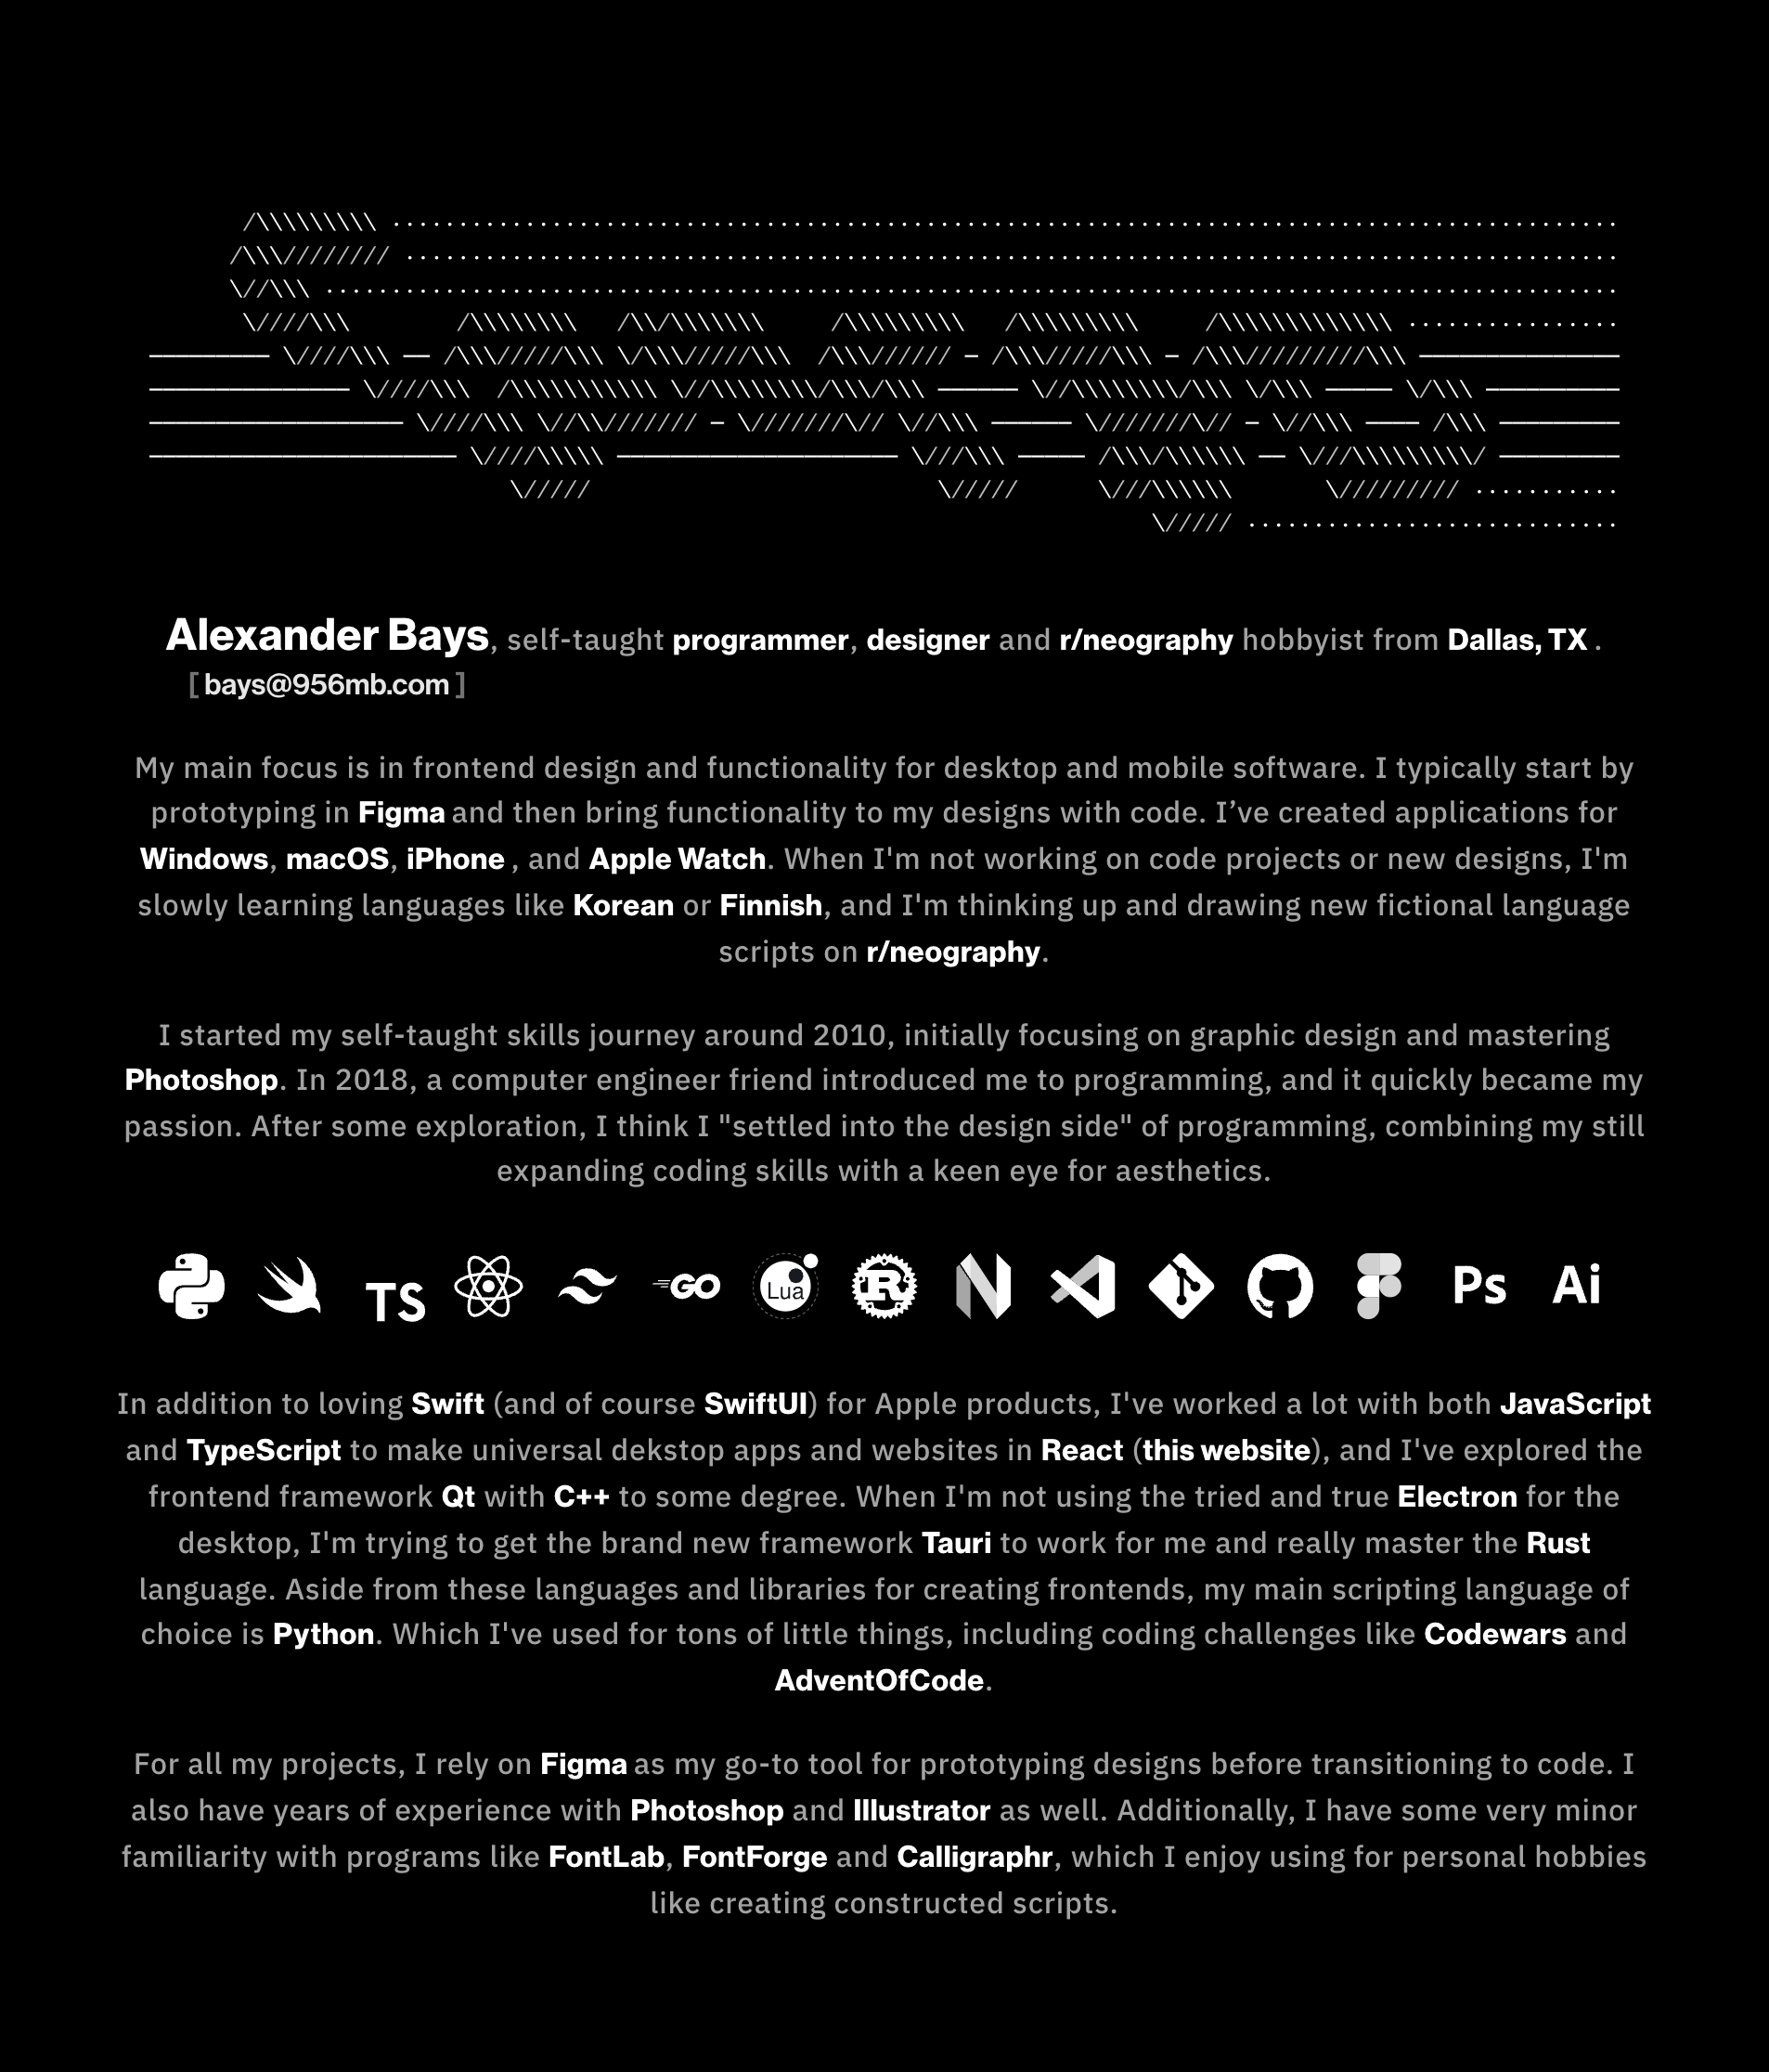 Alexander Bays, self-taught programmer, designer and r/neography hobbyist from Dallas, TX .
[ bays@956mb.com ]
My main focus is in frontend design and functionality for desktop and mobile software. I typically start by
prototyping in Figma and then bring functionality to my designs with code. I’ve created applications for
Windows, macOS, iPhone , and Apple Watch. When I'm not working on code projects or new designs, I'm
slowly learning languages like Korean or Finnish, and I'm thinking up and drawing new fictional language
scripts on r/neography.
I started my self-taught skills journey around 2010, initially focusing on graphic design and mastering
Photoshop. In 2018, a computer engineer friend introduced me to programming, and it quickly became my
passion. After some exploration, I think I "settled into the design side" of programming, combining my still
expanding coding skills with a keen eye for aesthetics.
TS GO Lua R Ps Ai
In addition to loving Swift (and of course SwiftUI) for Apple products, I've worked a lot with both JavaScript
and TypeScript to make universal dekstop apps and websites in React (this website), and I've explored the
frontend framework Qt with C++ to some degree. When I'm not using the tried and true Electron for the
desktop, I'm trying to get the brand new framework Tauri to work for me and really master the Rust
language. Aside from these languages and libraries for creating frontends, my main scripting language of
choice is Python. Which I've used for tons of little things, including coding challenges like Codewars and
AdventOfCode.
For all my projects, I rely on Figma as my go-to tool for prototyping designs before transitioning to code. I
also have years of experience with Photoshop and Illustrator as well. Additionally, I have some very minor
familiarity with programs like FontLab, FontForge and Calligraphr, which I enjoy using for personal hobbies
like creating constructed scripts.